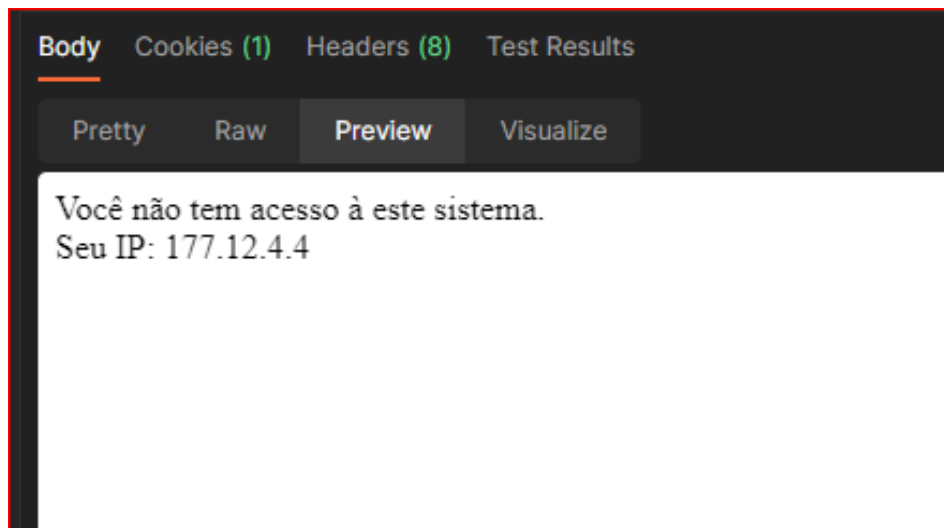 Body Cookies (1) Headers (8) Test Results
Pretty Raw Preview Visualize
Você não tem acesso à este sistema.
Seu IP: 177.12.4.4